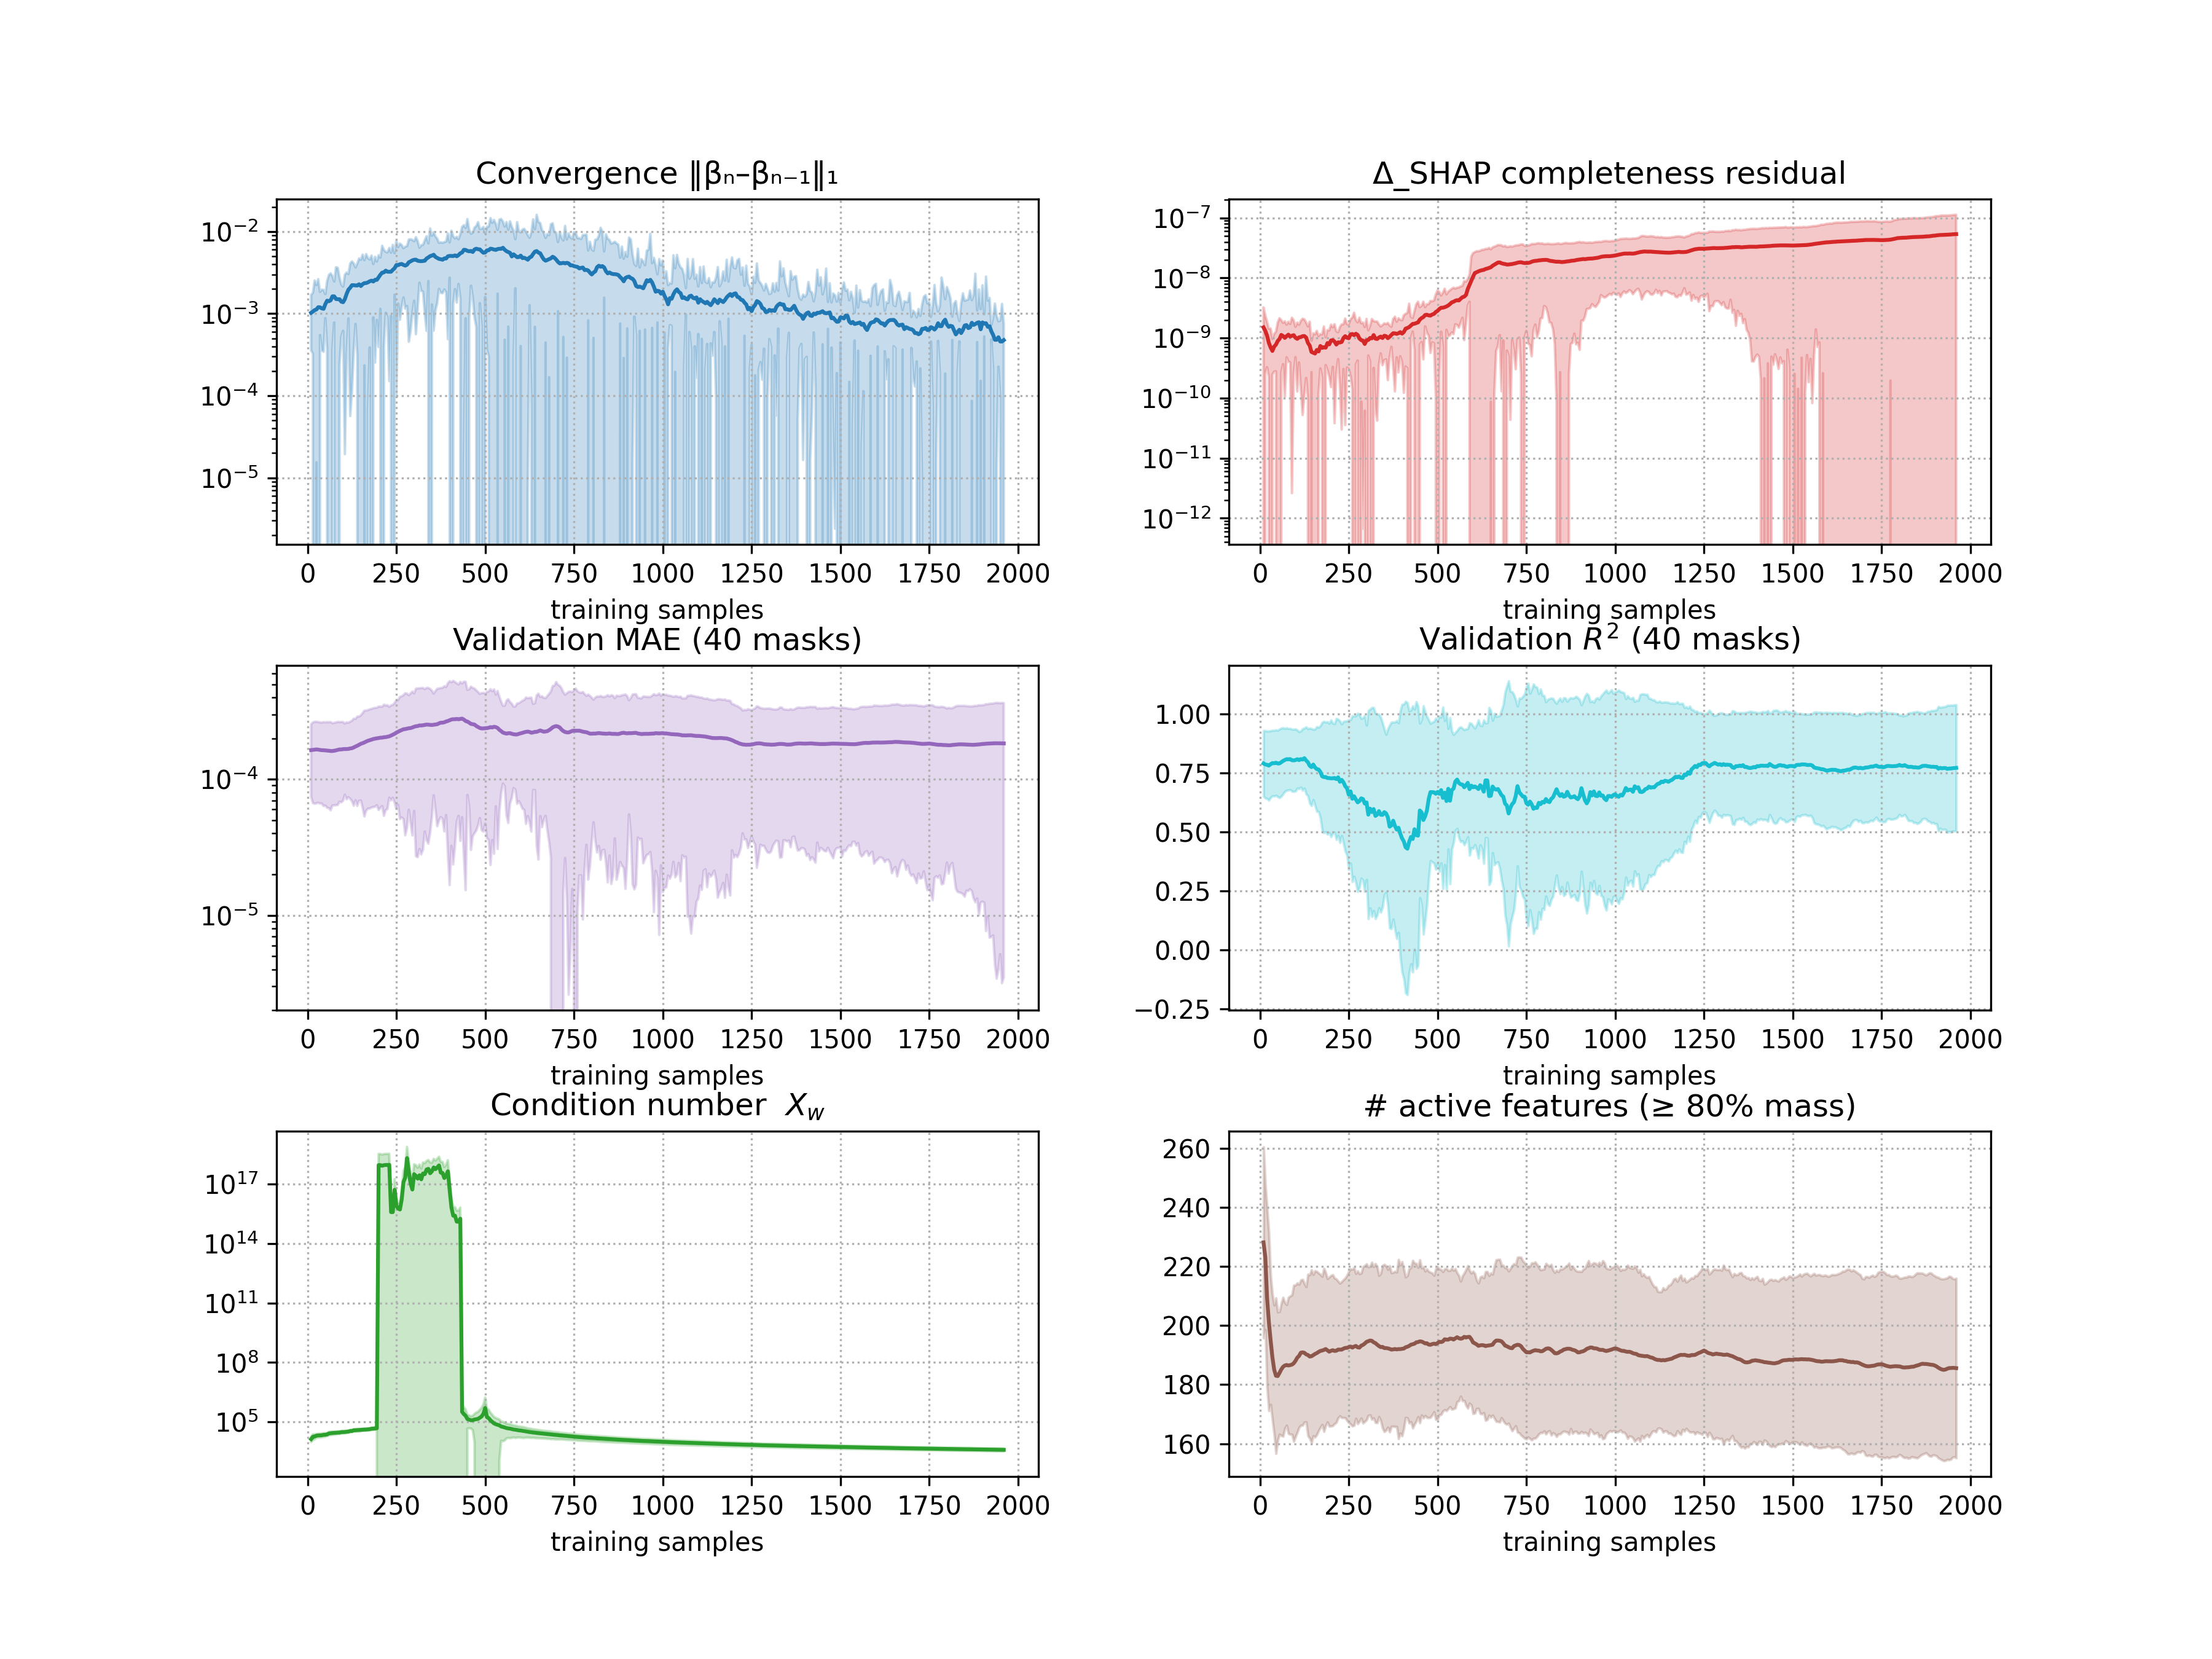 Convergence ‖βₙ–βₙ₋₁‖₁
10⁻²
10⁻³
10⁻⁴
10⁻⁵
0 250 500 750 1000 1250 1500 1750 2000
training samples
Δ_SHAP completeness residual
10⁻⁷
10⁻⁸
10⁻⁹
10⁻¹⁰
10⁻¹¹
10⁻¹²
0 250 500 750 1000 1250 1500 1750 2000
training samples
Validation MAE (40 masks)
10⁻⁴
10⁻⁵
0 250 500 750 1000 1250 1500 1750 2000
training samples
Validation R² (40 masks)
1.00
0.75
0.50
0.25
0.00
−0.25
0 250 500 750 1000 1250 1500 1750 2000
training samples
Condition number X_w
10¹⁷
10¹⁴
10¹¹
10⁸
10⁵
0 250 500 750 1000 1250 1500 1750 2000
training samples
# active features (≥ 80% mass)
260
240
220
200
180
160
0 250 500 750 1000 1250 1500 1750 2000
training samples